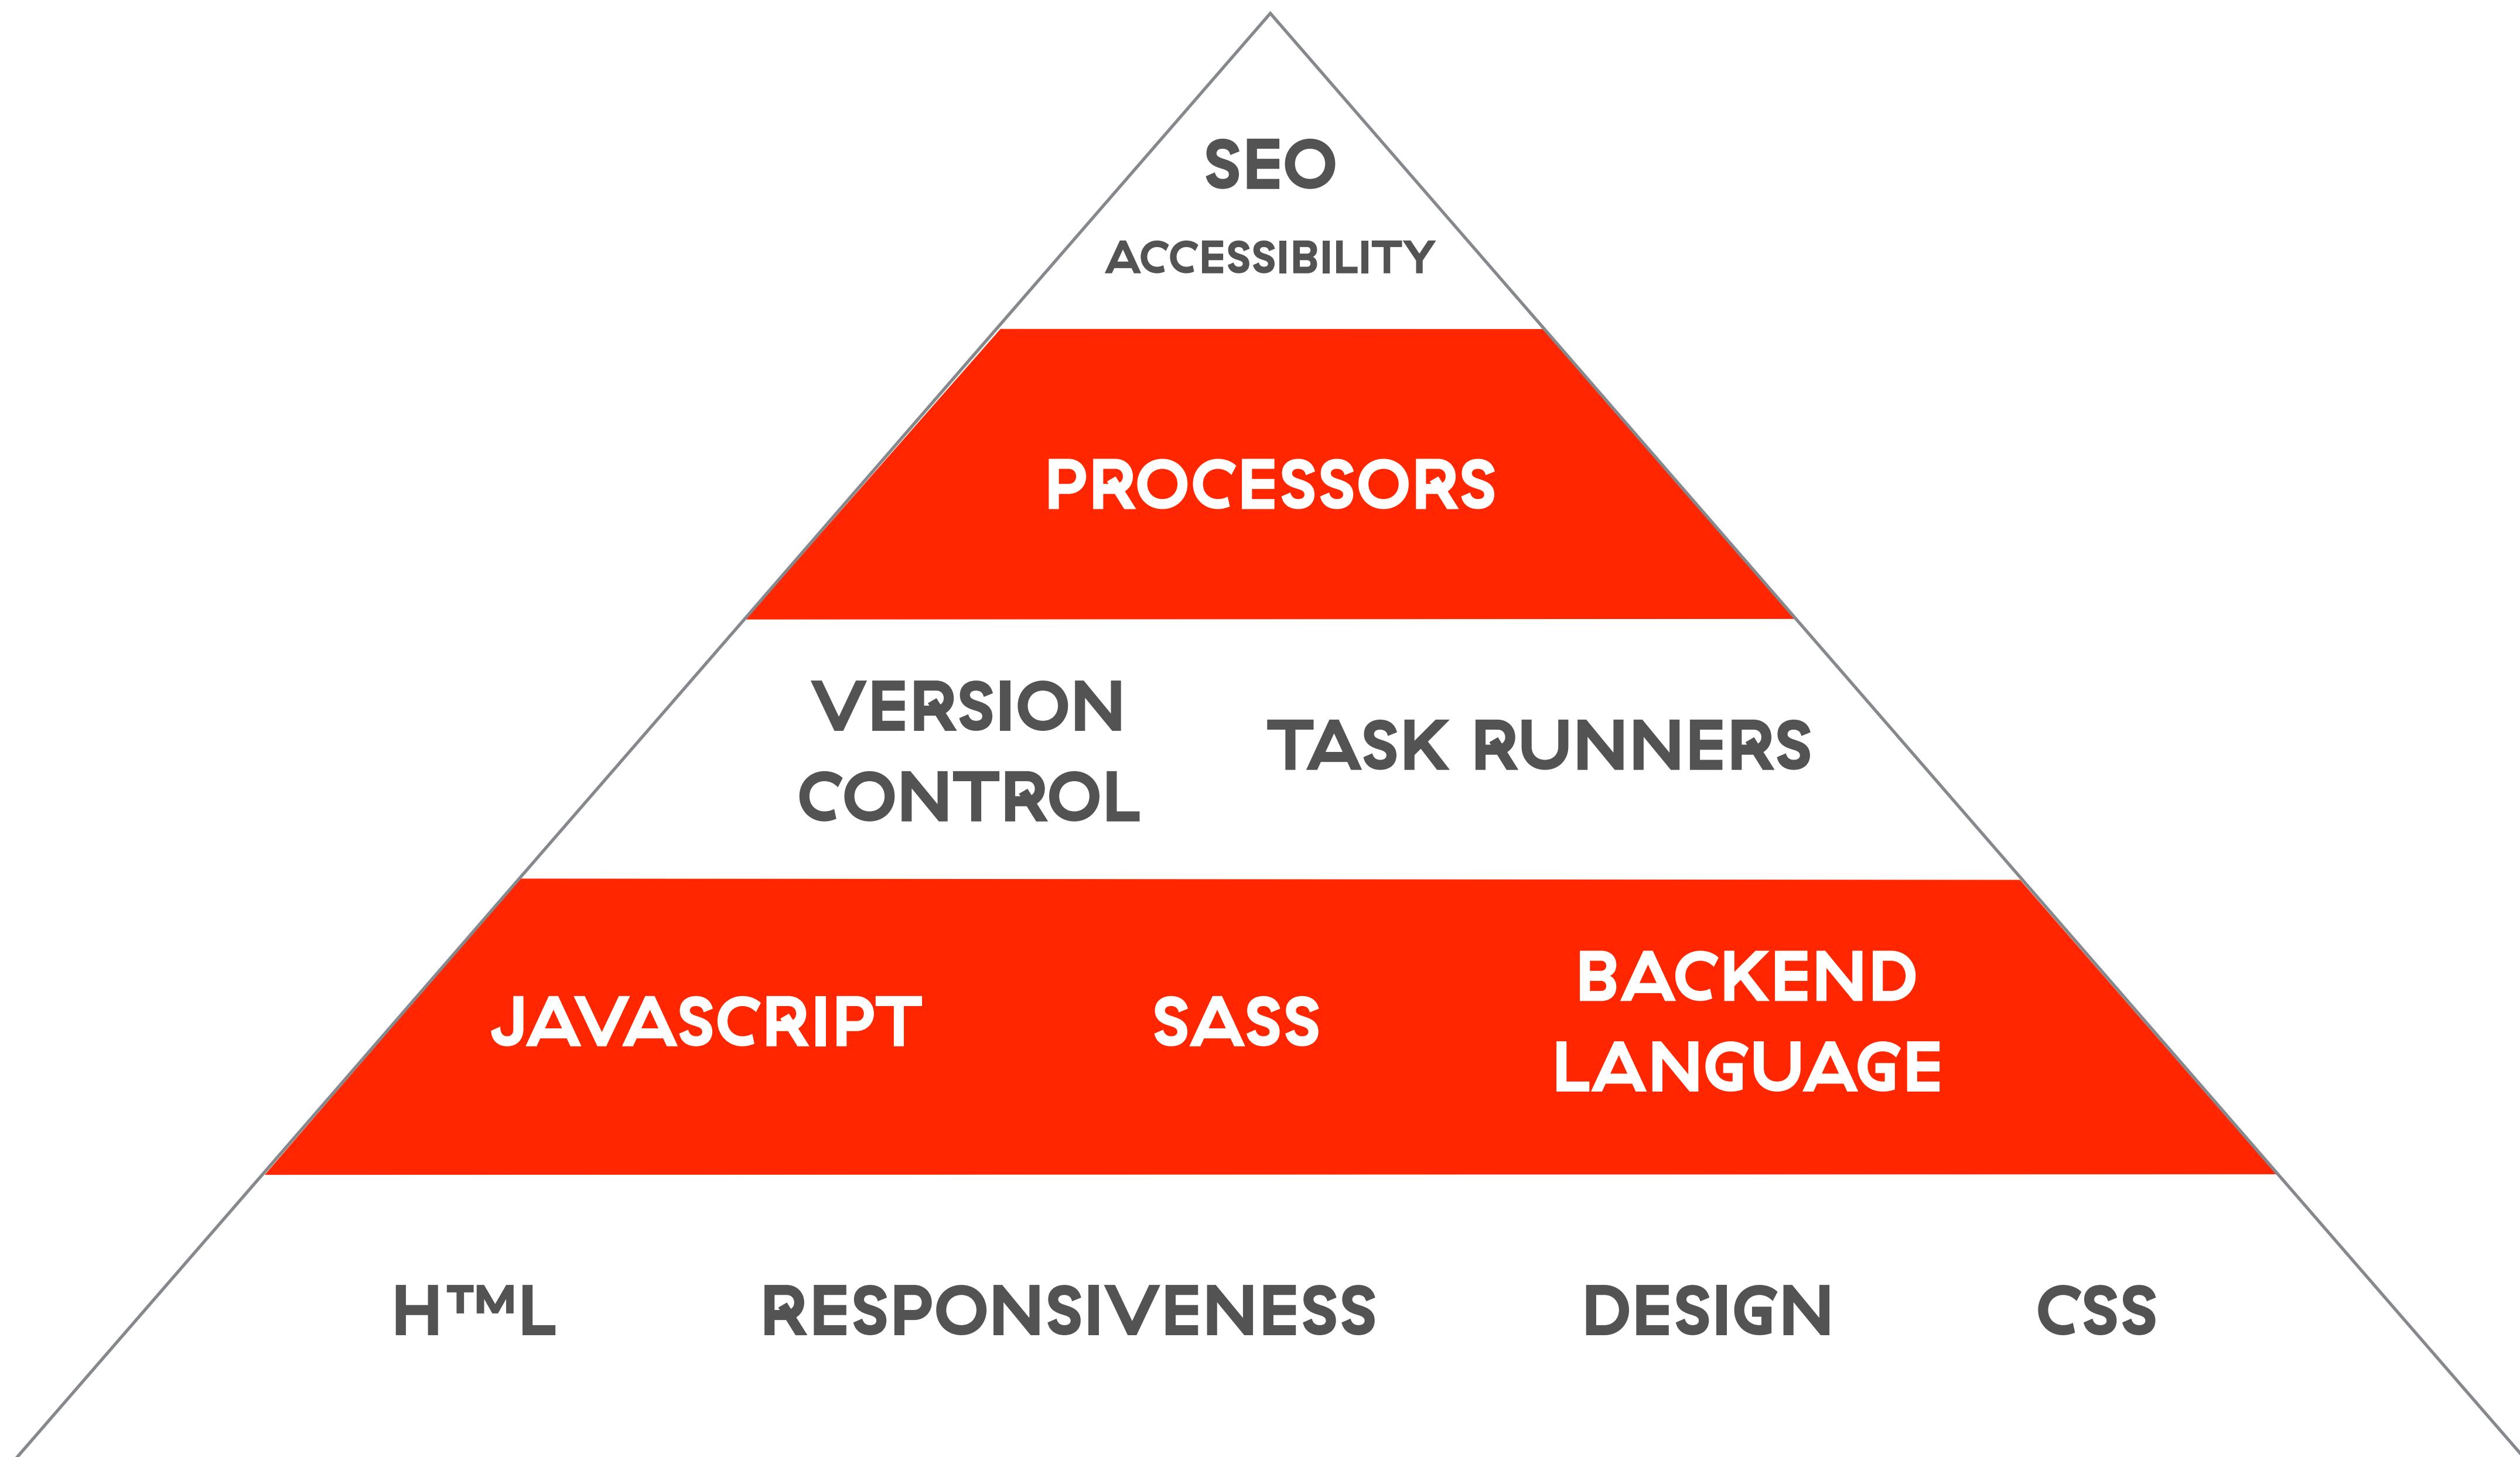 SEO
ACCESSIBILITY
PROCESSORS
VERSION
CONTROL
TASK RUNNERS
JAVASCRIPT
SASS
BACKEND
LANGUAGE
H™L
RESPONSIVENESS
DESIGN
CSS